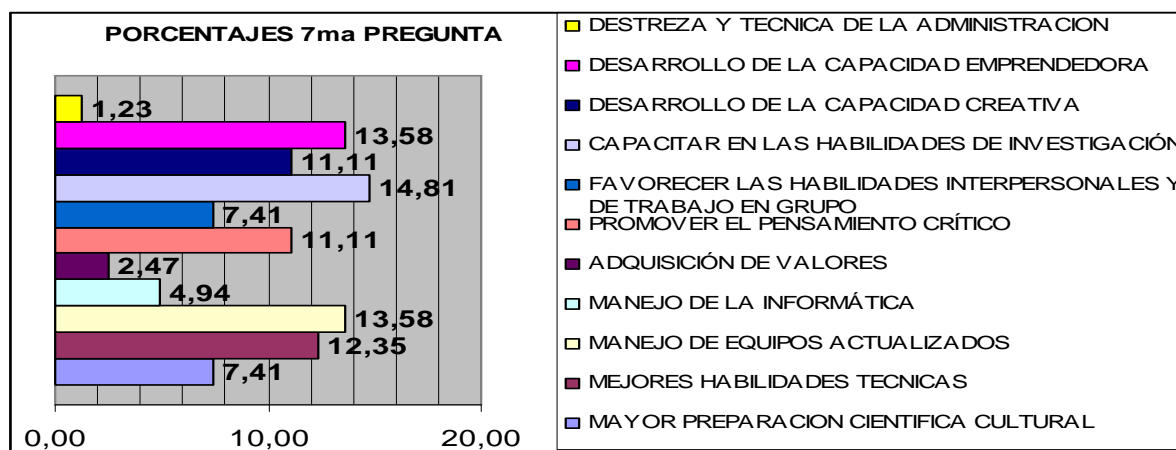 PORCENTAJES 7ma PREGUNTA
1,23
13,58
11,11
14,81
7,41
11,11
2,47
4,94
13,58
12,35
7,41
0,00 10,00 20,00
DESTREZA Y TECNICA DE LA ADMINISTRACION
DESARROLLO DE LA CAPACIDAD EMPRENDEDORA
DESARROLLO DE LA CAPACIDAD CREATIVA
CAPACITAR EN LAS HABILIDADES DE INVESTIGACIÓN
FAVORECER LAS HABILIDADES INTERPERSONALES Y
DE TRABAJO EN GRUPO
PROMOVER EL PENSAMIENTO CRÍTICO
ADQUISICIÓN DE VALORES
MANEJO DE LA INFORMÁTICA
MANEJO DE EQUIPOS ACTUALIZADOS
MEJORES HABILIDADES TECNICAS
MAYOR PREPARACION CIENTIFICA CULTURAL